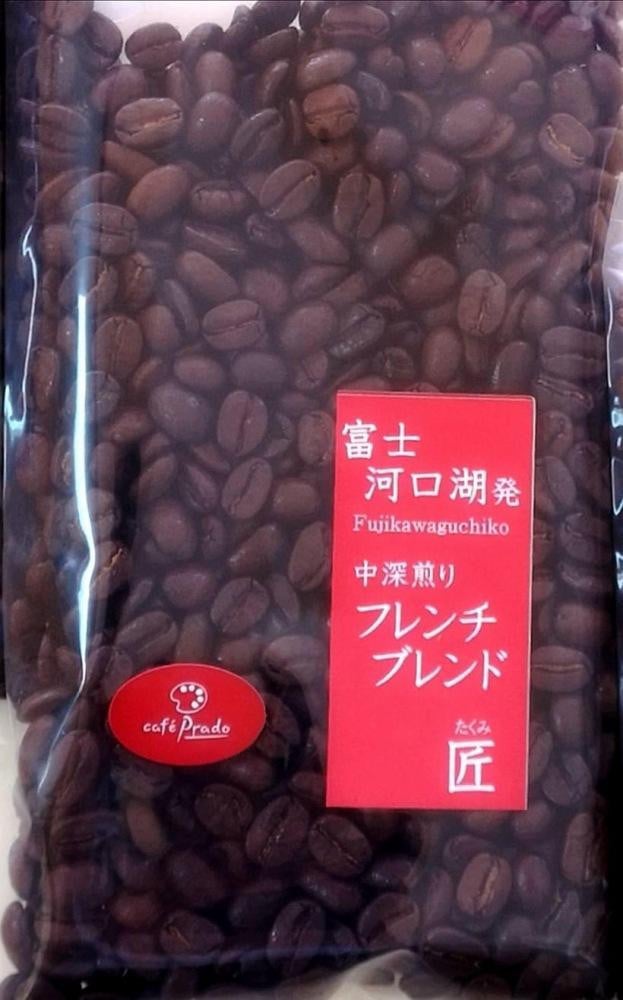 富士
河口湖発
Fujikawaguchiko
中深煎り
フレンチ
ブレンド
たくみ
匠
café Prado